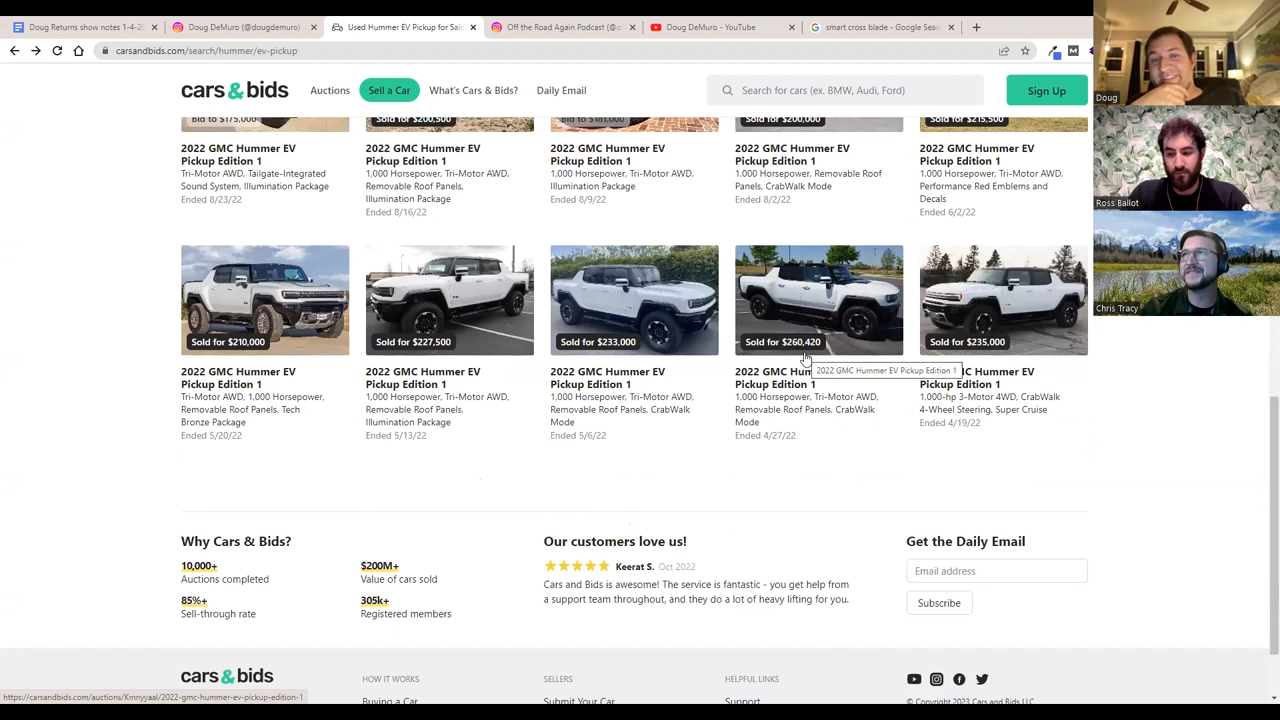 Doug Returns show notes 1-4-2
Doug DeMuro (@dougdemuro)
Used Hummer EV Pickup for Sale
Off the Road Again Podcast (@o
Doug DeMuro - YouTube
smart cross blade - Google Sea
carsandbids.com/search/hummer/ev-pickup
cars & bids
Auctions
Sell a Car
What's Cars & Bids?
Daily Email
Search for cars (ex. BMW, Audi, Ford)
Sign Up
Doug
Ross Ballot
Chris Tracy
Bid to $175,000
Sold for $200,500
Bid to $181,000
Sold for $200,000
Sold for $215,500
2022 GMC Hummer EV
Pickup Edition 1
Tri-Motor AWD, Tailgate-Integrated
Sound System, Illumination Package
Ended 8/23/22
2022 GMC Hummer EV
Pickup Edition 1
1,000 Horsepower, Tri-Motor AWD,
Removable Roof Panels,
Illumination Package
Ended 8/16/22
2022 GMC Hummer EV
Pickup Edition 1
1,000 Horsepower, Tri-Motor AWD,
Illumination Package
Ended 8/9/22
2022 GMC Hummer EV
Pickup Edition 1
1,000 Horsepower, Removable Roof
Panels, CrabWalk Mode
Ended 8/2/22
2022 GMC Hummer EV
Pickup Edition 1
1,000 Horsepower, Tri-Motor AWD,
Performance Red Emblems and
Decals
Ended 6/2/22
Sold for $210,000
Sold for $227,500
Sold for $233,000
Sold for $260,420
Sold for $235,000
2022 GMC Hummer EV
Pickup Edition 1
Tri-Motor AWD, 1,000 Horsepower,
Removable Roof Panels, Tech
Bronze Package
Ended 5/20/22
2022 GMC Hummer EV
Pickup Edition 1
1,000 Horsepower, Tri-Motor AWD,
Removable Roof Panels,
Illumination Package
Ended 5/13/22
2022 GMC Hummer EV
Pickup Edition 1
1,000 Horsepower, Tri-Motor AWD,
Removable Roof Panels, CrabWalk
Mode
Ended 5/6/22
2022 GMC Hum
Pickup Edition 1
1,000 Horsepower, Tri-Motor AWD,
Removable Roof Panels, CrabWalk
Mode
Ended 4/27/22
2022 GMC Hummer EV Pickup Edition 1
MC Hummer EV
Pickup Edition 1
1,000-hp 3-Motor 4WD, CrabWalk
4-Wheel Steering, Super Cruise
Ended 4/19/22
Why Cars & Bids?
10,000+
Auctions completed
$200M+
Value of cars sold
85%+
Sell-through rate
305k+
Registered members
Our customers love us!
Keerat S. Oct 2022
Cars and Bids is awesome! The service is fantastic - you get help from
a support team throughout, and they do a lot of heavy lifting for you.
Get the Daily Email
Email address
Subscribe
cars & bids
HOW IT WORKS
Buying a Car
SELLERS
Submit Your Car
HELPFUL LINKS
Support
© Copyright 2023 Cars and Bids LLC
https://carsandbids.com/auctions/Kmnyyaal/2022-gmc-hummer-ev-pickup-edition-1